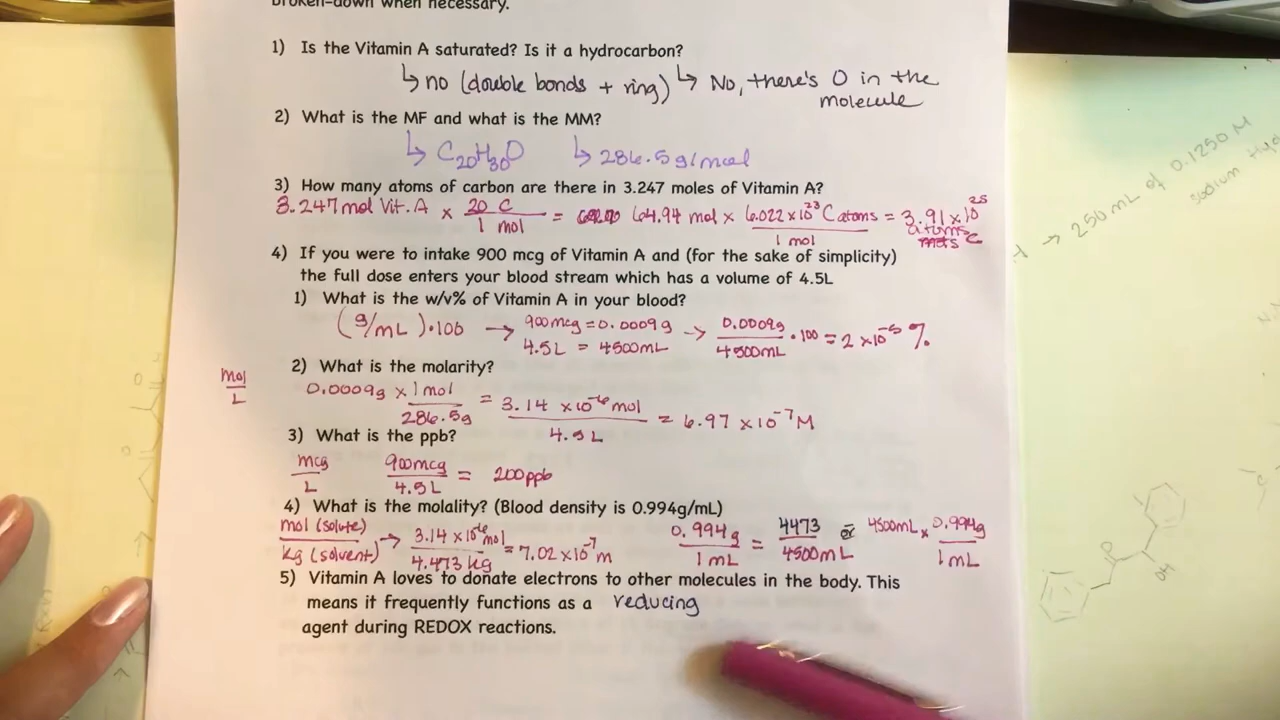 broken-down when necessary.
1) Is the Vitamin A saturated? Is it a hydrocarbon?
↳ no (double bonds + ring) ↳ No, there's O in the
molecule
2) What is the MF and what is the MM?
↳ C20H30O ↳ 286.5g/mol
3) How many atoms of carbon are there in 3.247 moles of Vitamin A?
3.247 mol Vit. A × 20 C / 1 mol = 64.94 mol × 6.022 × 10^23 C atoms / 1 mol = 3.91 × 10^25
atoms C
4) If you were to intake 900 mcg of Vitamin A and (for the sake of simplicity)
the full dose enters your blood stream which has a volume of 4.5L
1) What is the w/v% of Vitamin A in your blood?
(g/mL)·100 → 900mcg = 0.0009g → 0.0009g / 4500mL · 100 = 2 × 10^-5 %
4.5L = 4500mL
2) What is the molarity?
mol / L
0.0009g × 1 mol / 286.5g = 3.14 × 10^-6 mol / 4.5 L = 6.97 × 10^-7 M
3) What is the ppb?
mcg / L 900mcg / 4.5L = 200ppb
4) What is the molality? (Blood density is 0.994g/mL)
mol (solute) / kg (solvent) → 3.14 × 10^-6 mol / 4.473 kg = 7.02 × 10^-7 m 0.994 g / 1 mL = 4473 / 4500mL or 4500mL × 0.994g / 1 mL
5) Vitamin A loves to donate electrons to other molecules in the body. This
means it frequently functions as a reducing
agent during REDOX reactions.
→ 250 mL of 0.1250 M
sodium
OH